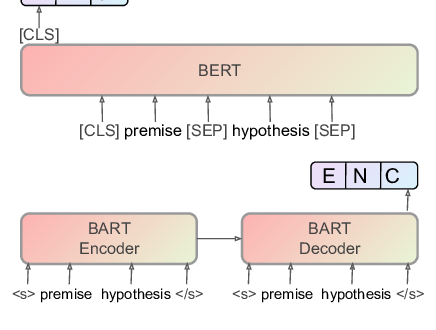 [CLS]
BERT
[CLS] premise [SEP] hypothesis [SEP]
E N C
BART Encoder
BART Decoder
<s> premise hypothesis </s>
<s> premise hypothesis </s>